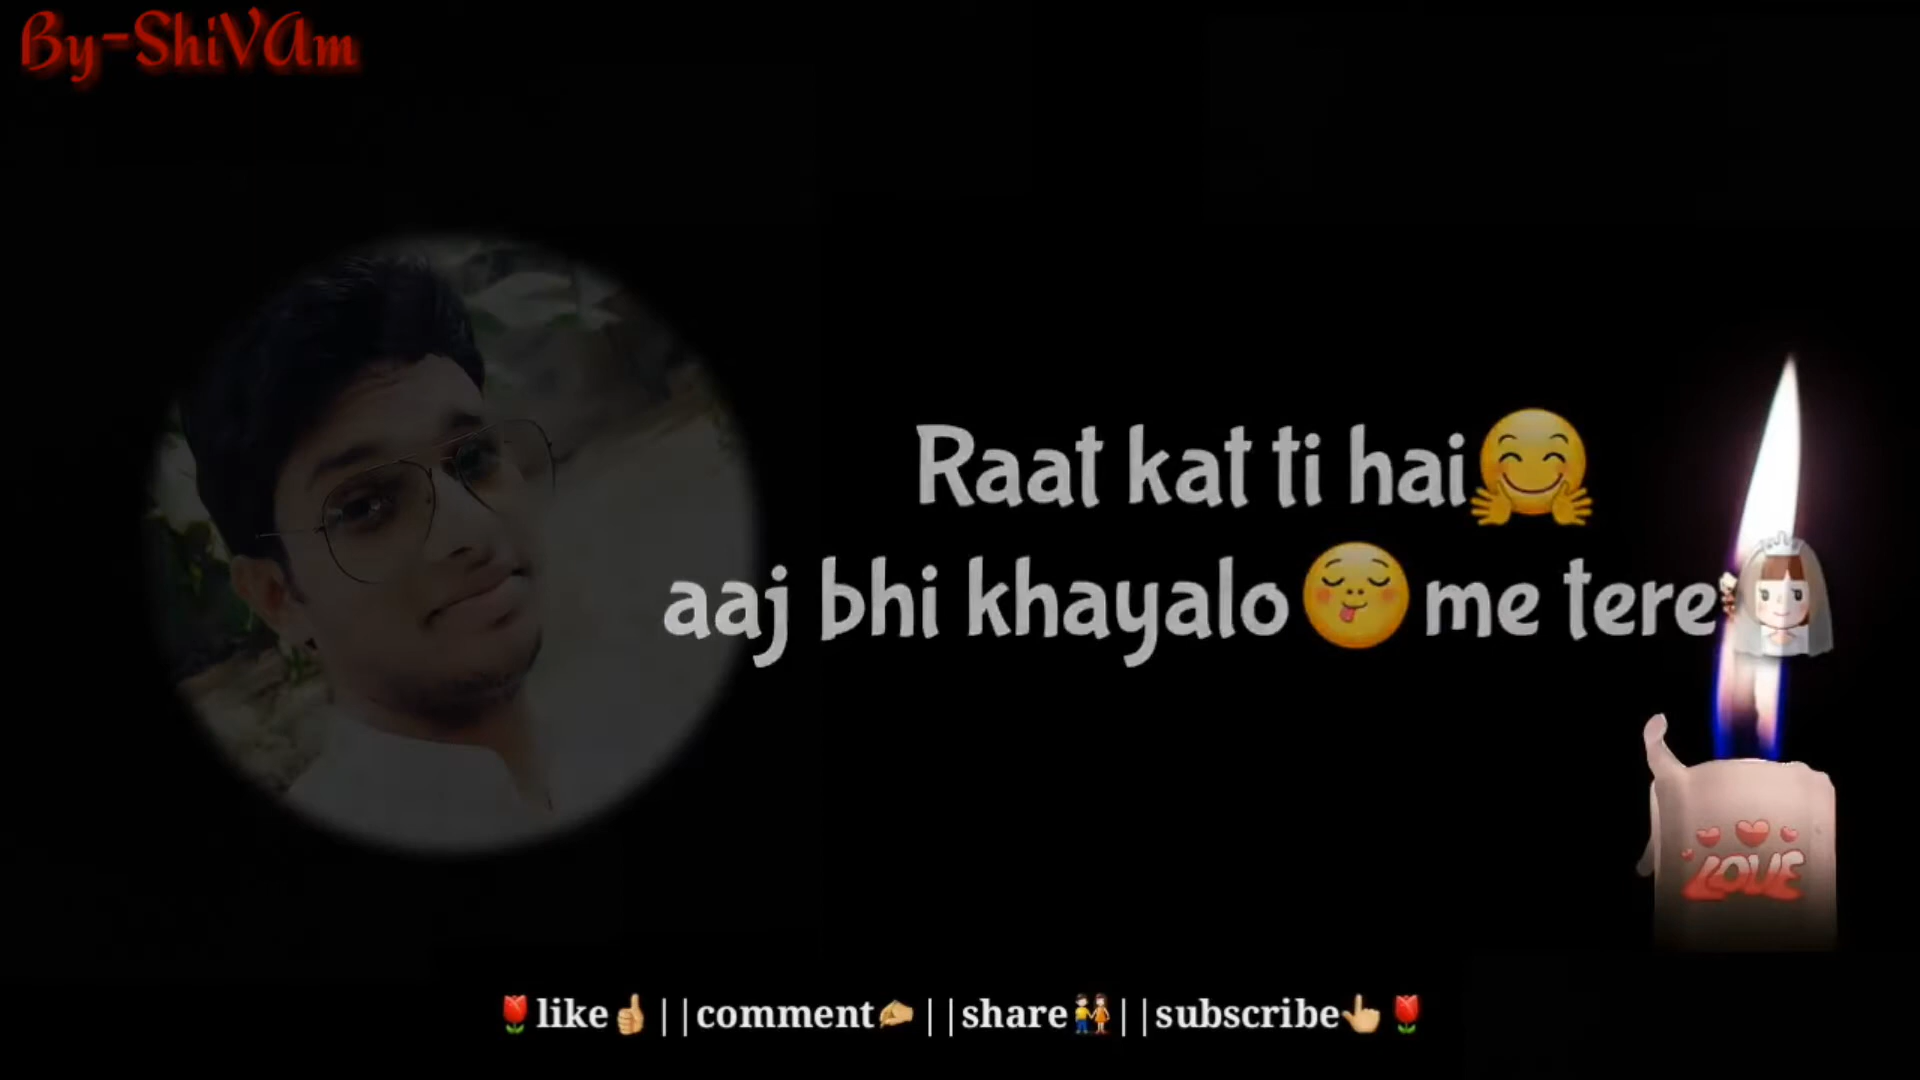 By-ShiVAm
Raat kat ti hai🤗
aaj bhi khayalo😋me tere👰
LOVE
🌷like👍||comment✍||share👫||subscribe👆🌷